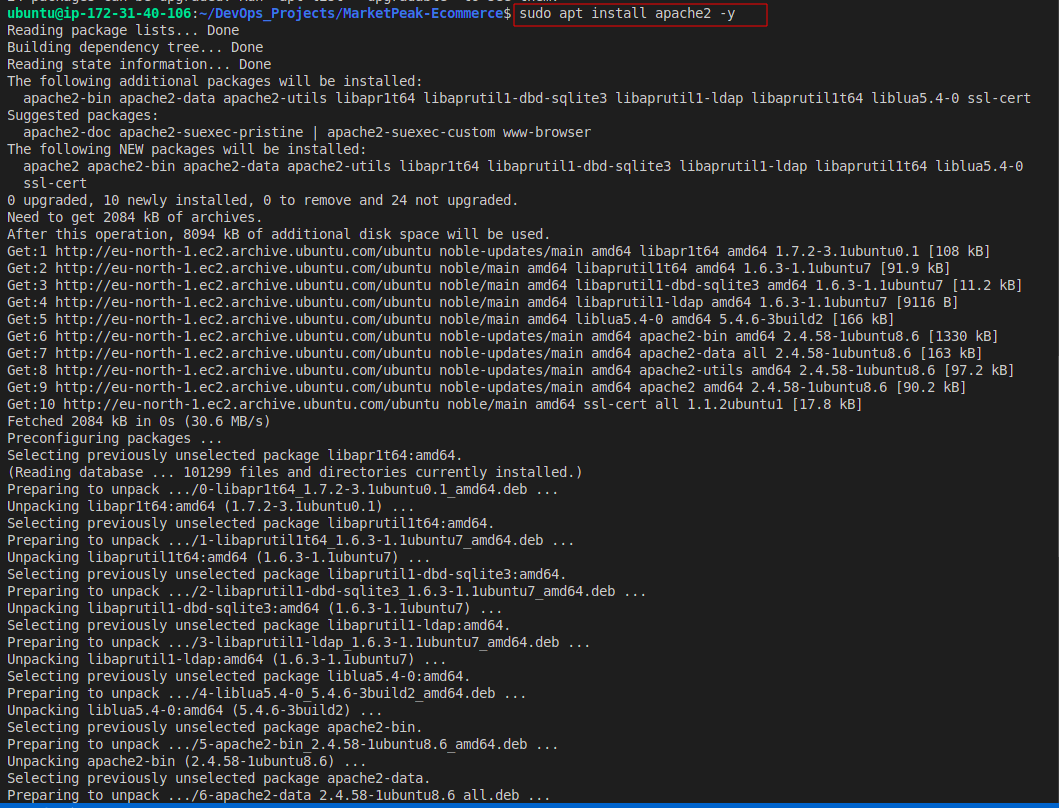 ubuntu@ip-172-31-40-106:~/DevOps_Projects/MarketPeak-Ecommerce$ sudo apt install apache2 -y
Reading package lists... Done
Building dependency tree... Done
Reading state information... Done
The following additional packages will be installed:
  apache2-bin apache2-data apache2-utils libapr1t64 libaprutil1-dbd-sqlite3 libaprutil1-ldap libaprutil1t64 liblua5.4-0 ssl-cert
Suggested packages:
  apache2-doc apache2-suexec-pristine | apache2-suexec-custom www-browser
The following NEW packages will be installed:
  apache2 apache2-bin apache2-data apache2-utils libapr1t64 libaprutil1-dbd-sqlite3 libaprutil1-ldap libaprutil1t64 liblua5.4-0
  ssl-cert
0 upgraded, 10 newly installed, 0 to remove and 24 not upgraded.
Need to get 2084 kB of archives.
After this operation, 8094 kB of additional disk space will be used.
Get:1 http://eu-north-1.ec2.archive.ubuntu.com/ubuntu noble-updates/main amd64 libapr1t64 amd64 1.7.2-3.1ubuntu0.1 [108 kB]
Get:2 http://eu-north-1.ec2.archive.ubuntu.com/ubuntu noble/main amd64 libaprutil1t64 amd64 1.6.3-1.1ubuntu7 [91.9 kB]
Get:3 http://eu-north-1.ec2.archive.ubuntu.com/ubuntu noble/main amd64 libaprutil1-dbd-sqlite3 amd64 1.6.3-1.1ubuntu7 [11.2 kB]
Get:4 http://eu-north-1.ec2.archive.ubuntu.com/ubuntu noble/main amd64 libaprutil1-ldap amd64 1.6.3-1.1ubuntu7 [9116 B]
Get:5 http://eu-north-1.ec2.archive.ubuntu.com/ubuntu noble/main amd64 liblua5.4-0 amd64 5.4.6-3build2 [166 kB]
Get:6 http://eu-north-1.ec2.archive.ubuntu.com/ubuntu noble-updates/main amd64 apache2-bin amd64 2.4.58-1ubuntu8.6 [1330 kB]
Get:7 http://eu-north-1.ec2.archive.ubuntu.com/ubuntu noble-updates/main amd64 apache2-data all 2.4.58-1ubuntu8.6 [163 kB]
Get:8 http://eu-north-1.ec2.archive.ubuntu.com/ubuntu noble-updates/main amd64 apache2-utils amd64 2.4.58-1ubuntu8.6 [97.2 kB]
Get:9 http://eu-north-1.ec2.archive.ubuntu.com/ubuntu noble-updates/main amd64 apache2 amd64 2.4.58-1ubuntu8.6 [90.2 kB]
Get:10 http://eu-north-1.ec2.archive.ubuntu.com/ubuntu noble/main amd64 ssl-cert all 1.1.2ubuntu1 [17.8 kB]
Fetched 2084 kB in 0s (30.6 MB/s)
Preconfiguring packages ...
Selecting previously unselected package libapr1t64:amd64.
(Reading database ... 101299 files and directories currently installed.)
Preparing to unpack .../0-libapr1t64_1.7.2-3.1ubuntu0.1_amd64.deb ...
Unpacking libapr1t64:amd64 (1.7.2-3.1ubuntu0.1) ...
Selecting previously unselected package libaprutil1t64:amd64.
Preparing to unpack .../1-libaprutil1t64_1.6.3-1.1ubuntu7_amd64.deb ...
Unpacking libaprutil1t64:amd64 (1.6.3-1.1ubuntu7) ...
Selecting previously unselected package libaprutil1-dbd-sqlite3:amd64.
Preparing to unpack .../2-libaprutil1-dbd-sqlite3_1.6.3-1.1ubuntu7_amd64.deb ...
Unpacking libaprutil1-dbd-sqlite3:amd64 (1.6.3-1.1ubuntu7) ...
Selecting previously unselected package libaprutil1-ldap:amd64.
Preparing to unpack .../3-libaprutil1-ldap_1.6.3-1.1ubuntu7_amd64.deb ...
Unpacking libaprutil1-ldap:amd64 (1.6.3-1.1ubuntu7) ...
Selecting previously unselected package liblua5.4-0:amd64.
Preparing to unpack .../4-liblua5.4-0_5.4.6-3build2_amd64.deb ...
Unpacking liblua5.4-0:amd64 (5.4.6-3build2) ...
Selecting previously unselected package apache2-bin.
Preparing to unpack .../5-apache2-bin_2.4.58-1ubuntu8.6_amd64.deb ...
Unpacking apache2-bin (2.4.58-1ubuntu8.6) ...
Selecting previously unselected package apache2-data.
Preparing to unpack .../6-apache2-data 2.4.58-1ubuntu8.6 all.deb ...